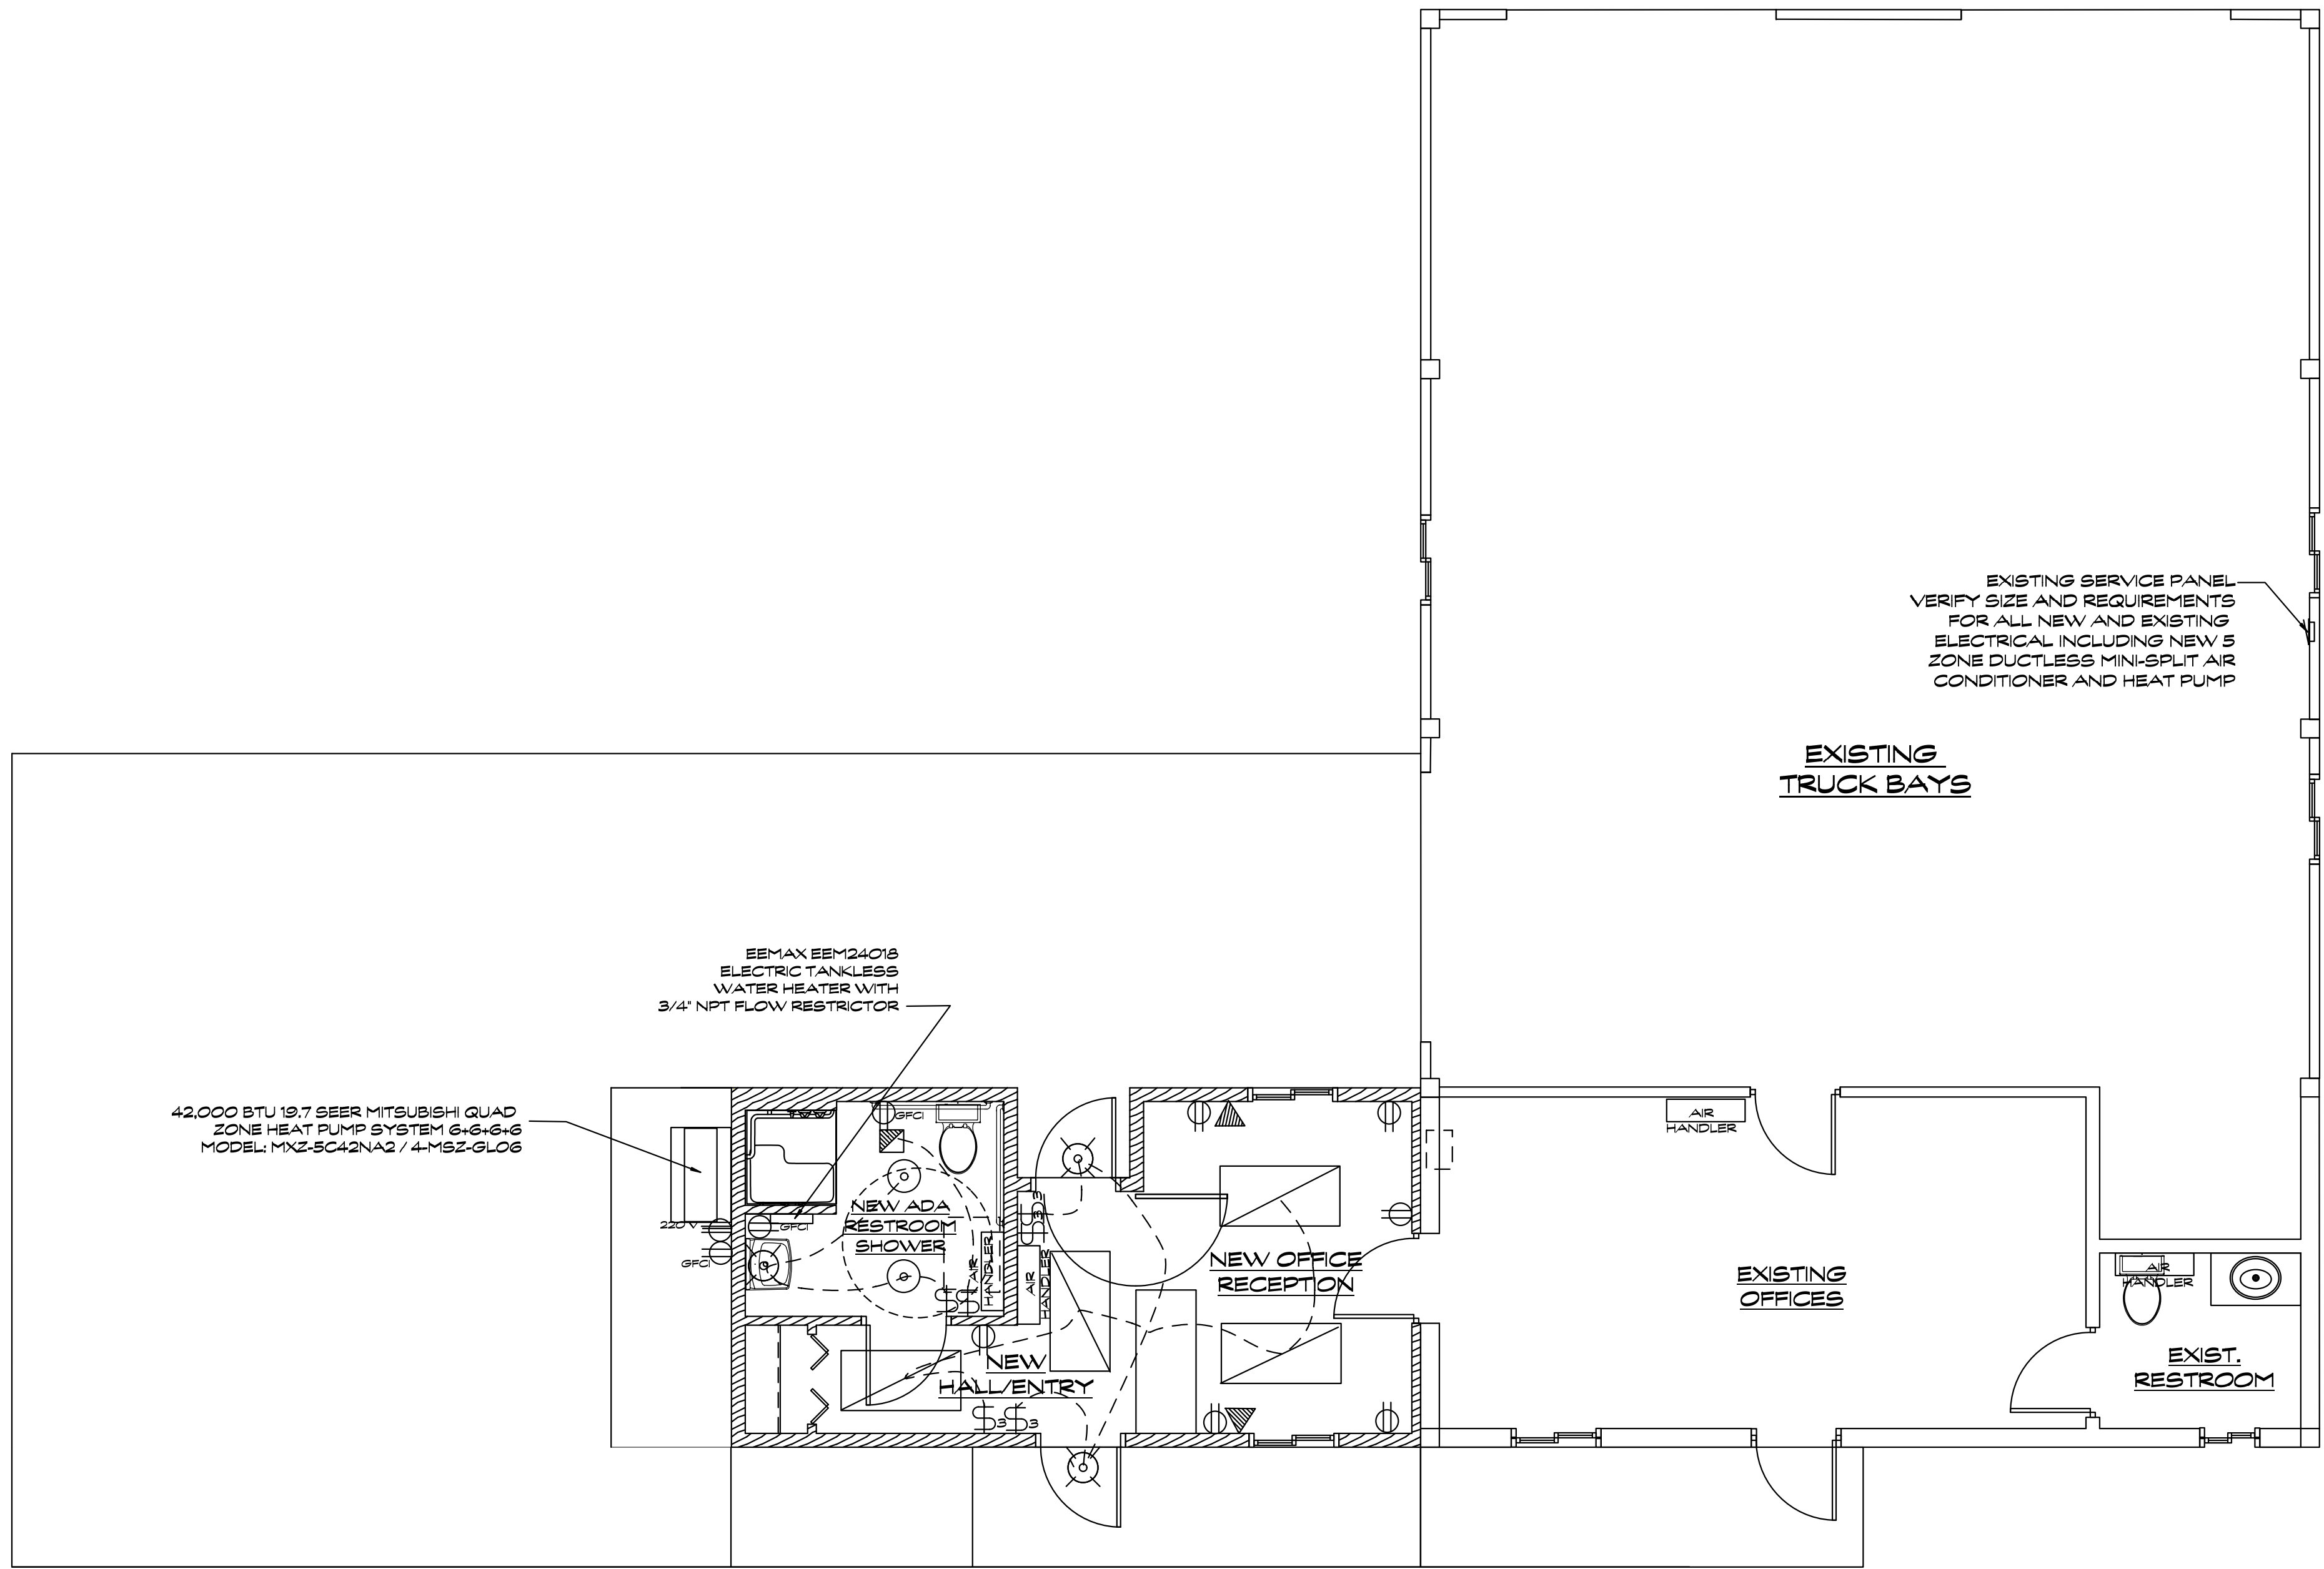 EXISTING SERVICE PANEL
VERIFY SIZE AND REQUIREMENTS
FOR ALL NEW AND EXISTING
ELECTRICAL INCLUDING NEW 5
ZONE DUCTLESS MINI-SPLIT AIR
CONDITIONER AND HEAT PUMP
EXISTING
TRUCK BAYS
EEMAX EEM24018
ELECTRIC TANKLESS
WATER HEATER WITH
3/4" NPT FLOW RESTRICTOR
42,000 BTU 19.7 SEER MITSUBISHI QUAD
ZONE HEAT PUMP SYSTEM 6+6+6+6
MODEL: MXZ-5C42NA2 / 4-MSZ-GL06
GFCI
AIR
HANDLER
NEW ADA
RESTROOM
SHOWER
220 V
GFCI
GFCI
$3
$3
AIR
HANDLER
AIR
HANDLER
$
$
NEW OFFICE
RECEPTION
EXISTING
OFFICES
AIR
HANDLER
NEW
HALL/ENTRY
$3
$3
EXIST.
RESTROOM